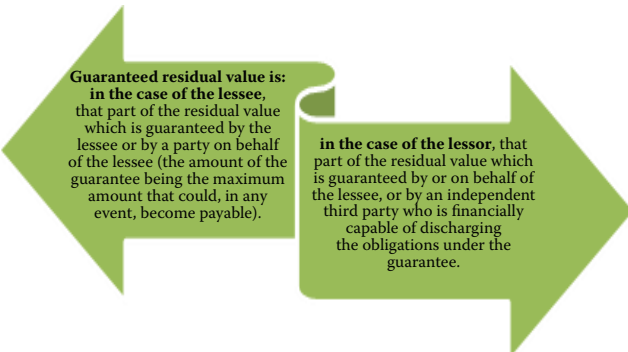 Guaranteed residual value is:
in the case of the lessee,
that part of the residual value
which is guaranteed by the
lessee or by a party on behalf
of the lessee (the amount of the
guarantee being the maximum
amount that could, in any
event, become payable).
in the case of the lessor, that
part of the residual value which
is guaranteed by or on behalf of
the lessee, or by an independent
third party who is financially
capable of discharging
the obligations under the
guarantee.